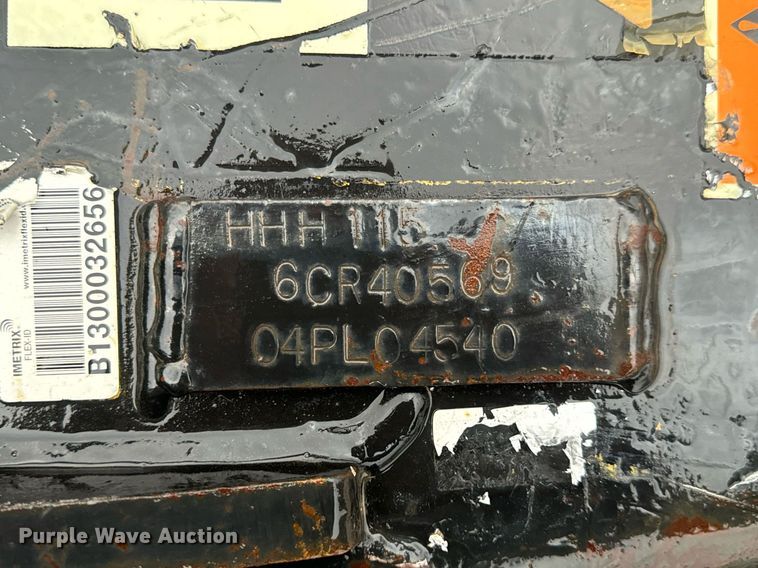 HHH 115
6CR40569
04PL04540
IMETRIX
FLEX-ID
www.imetrixflexid.
B1300032656
Purple Wave Auction